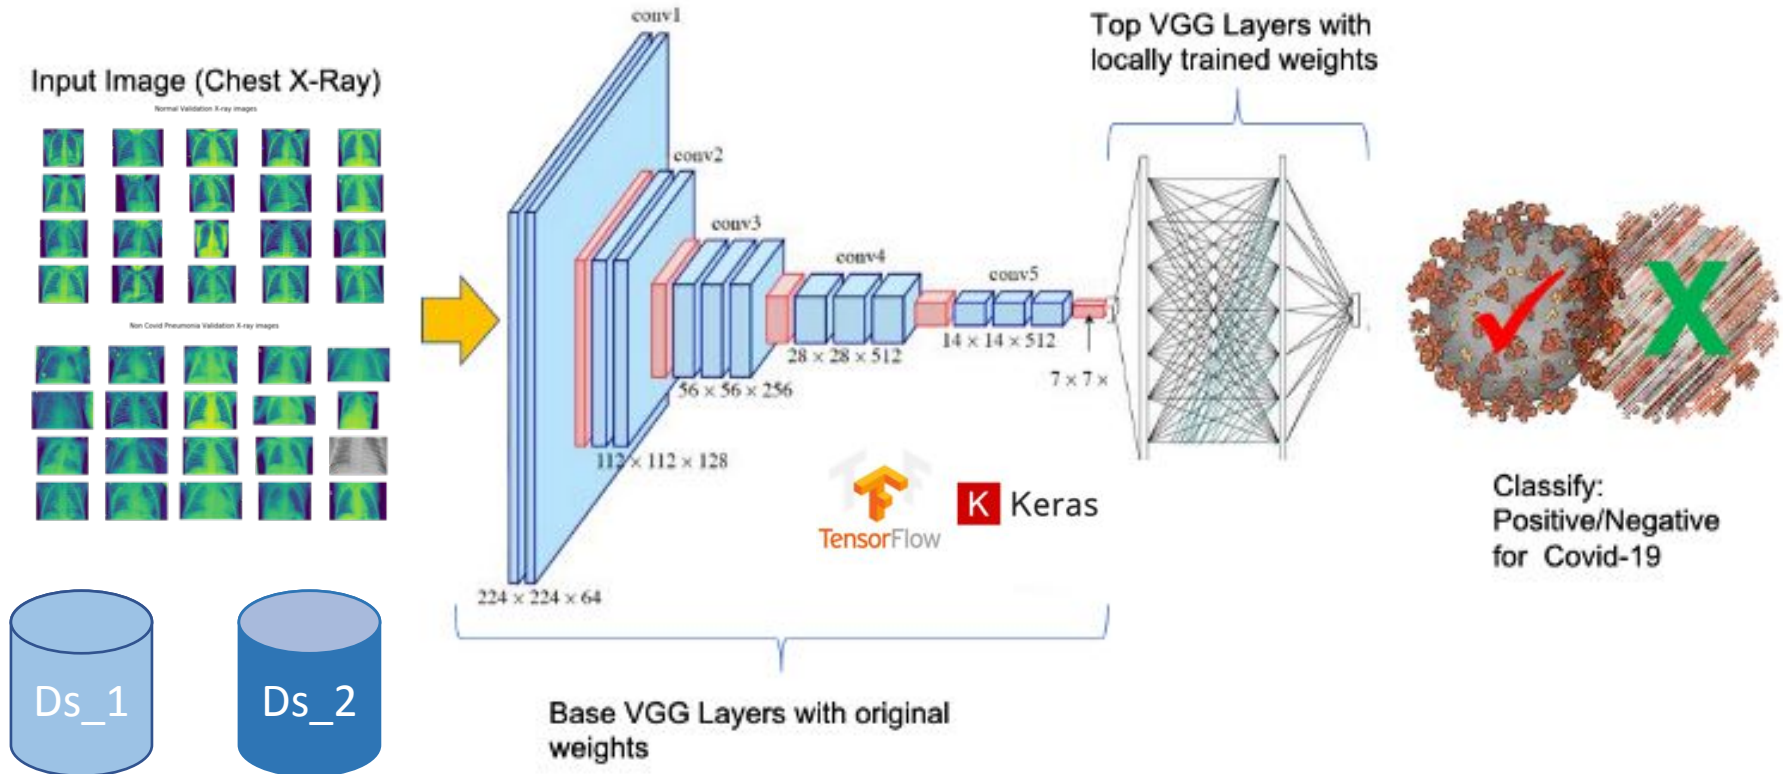 Input Image (Chest X-Ray)
Normal Validation X-ray images
Non Covid Pneumonia Validation X-ray images
Ds_1
Ds_2
conv1
conv2
conv3
conv4
conv5
224 × 224 × 64
112 × 112 × 128
56 × 56 × 256
28 × 28 × 512
14 × 14 × 512
7 × 7 ×
TensorFlow
K Keras
Base VGG Layers with original
weights
Top VGG Layers with
locally trained weights
Classify:
Positive/Negative
for Covid-19